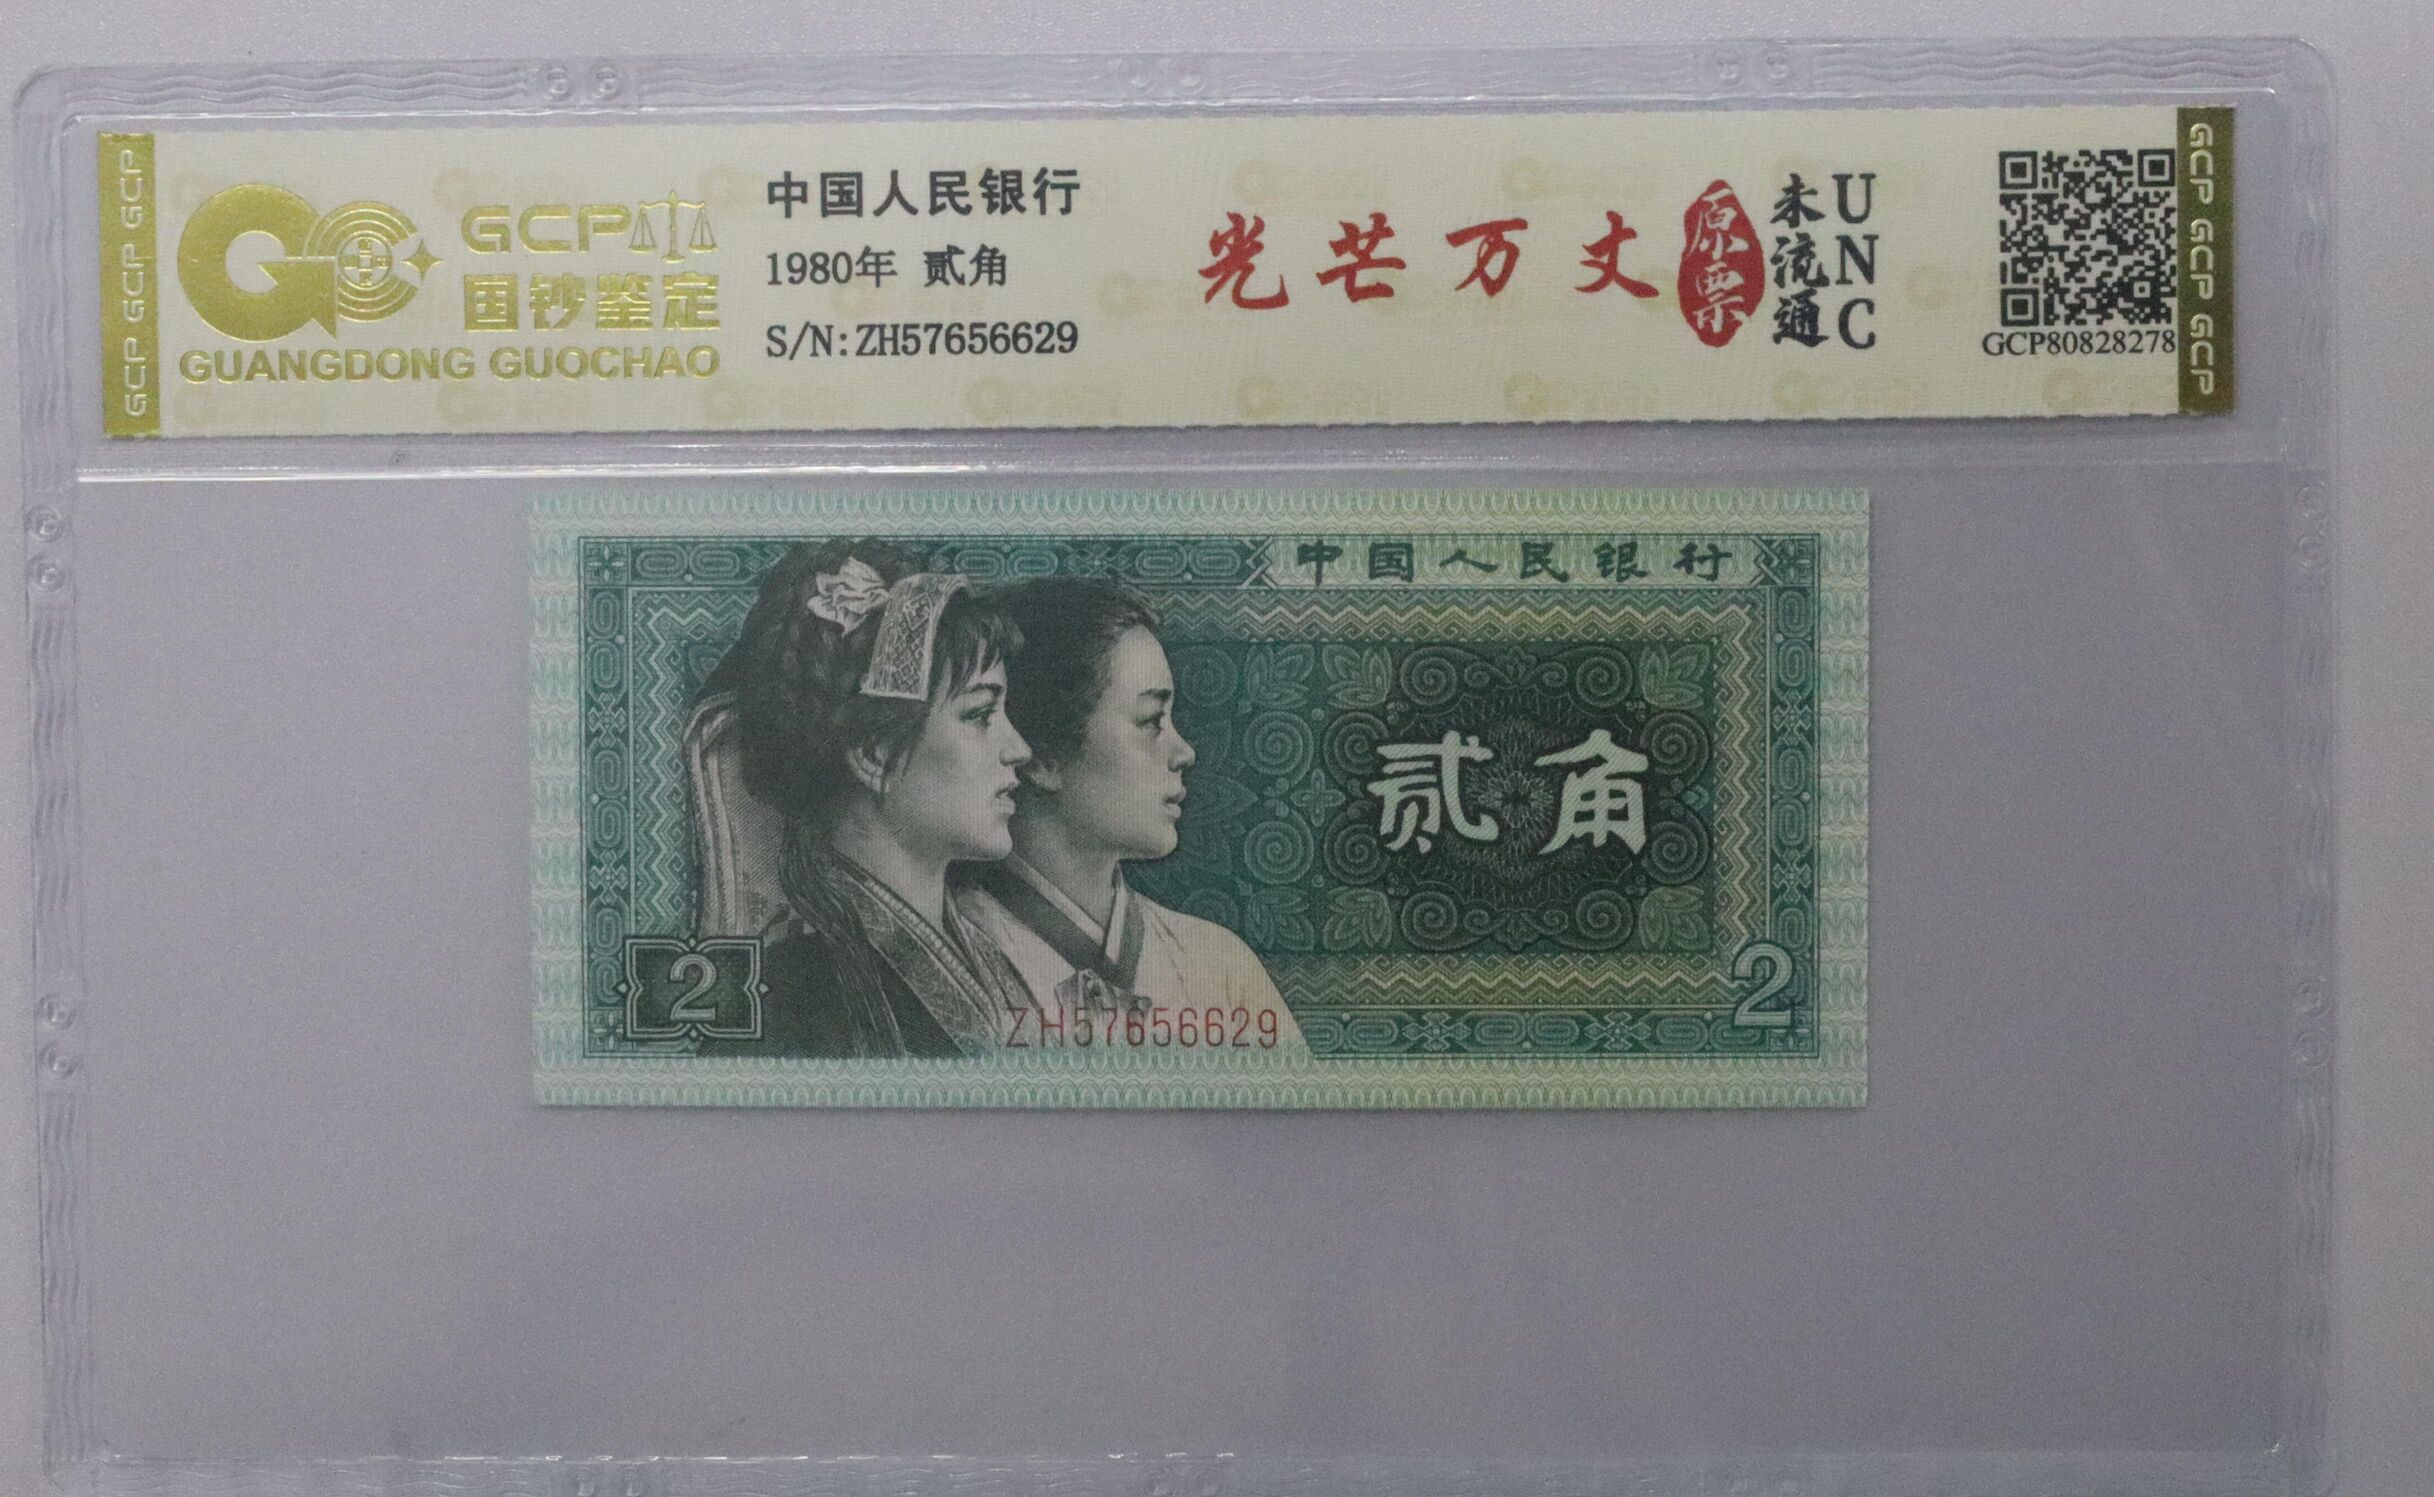 GCP GCP GCP
GCP
国钞鉴定
GUANGDONG GUOCHAO
中国人民银行
1980年 贰角
S/N:ZH57656629
光芒万丈
原票
未流通
UNC
GCP80828278
GCP GCP GCP
中国人民银行
贰角
2
2
ZH57656629